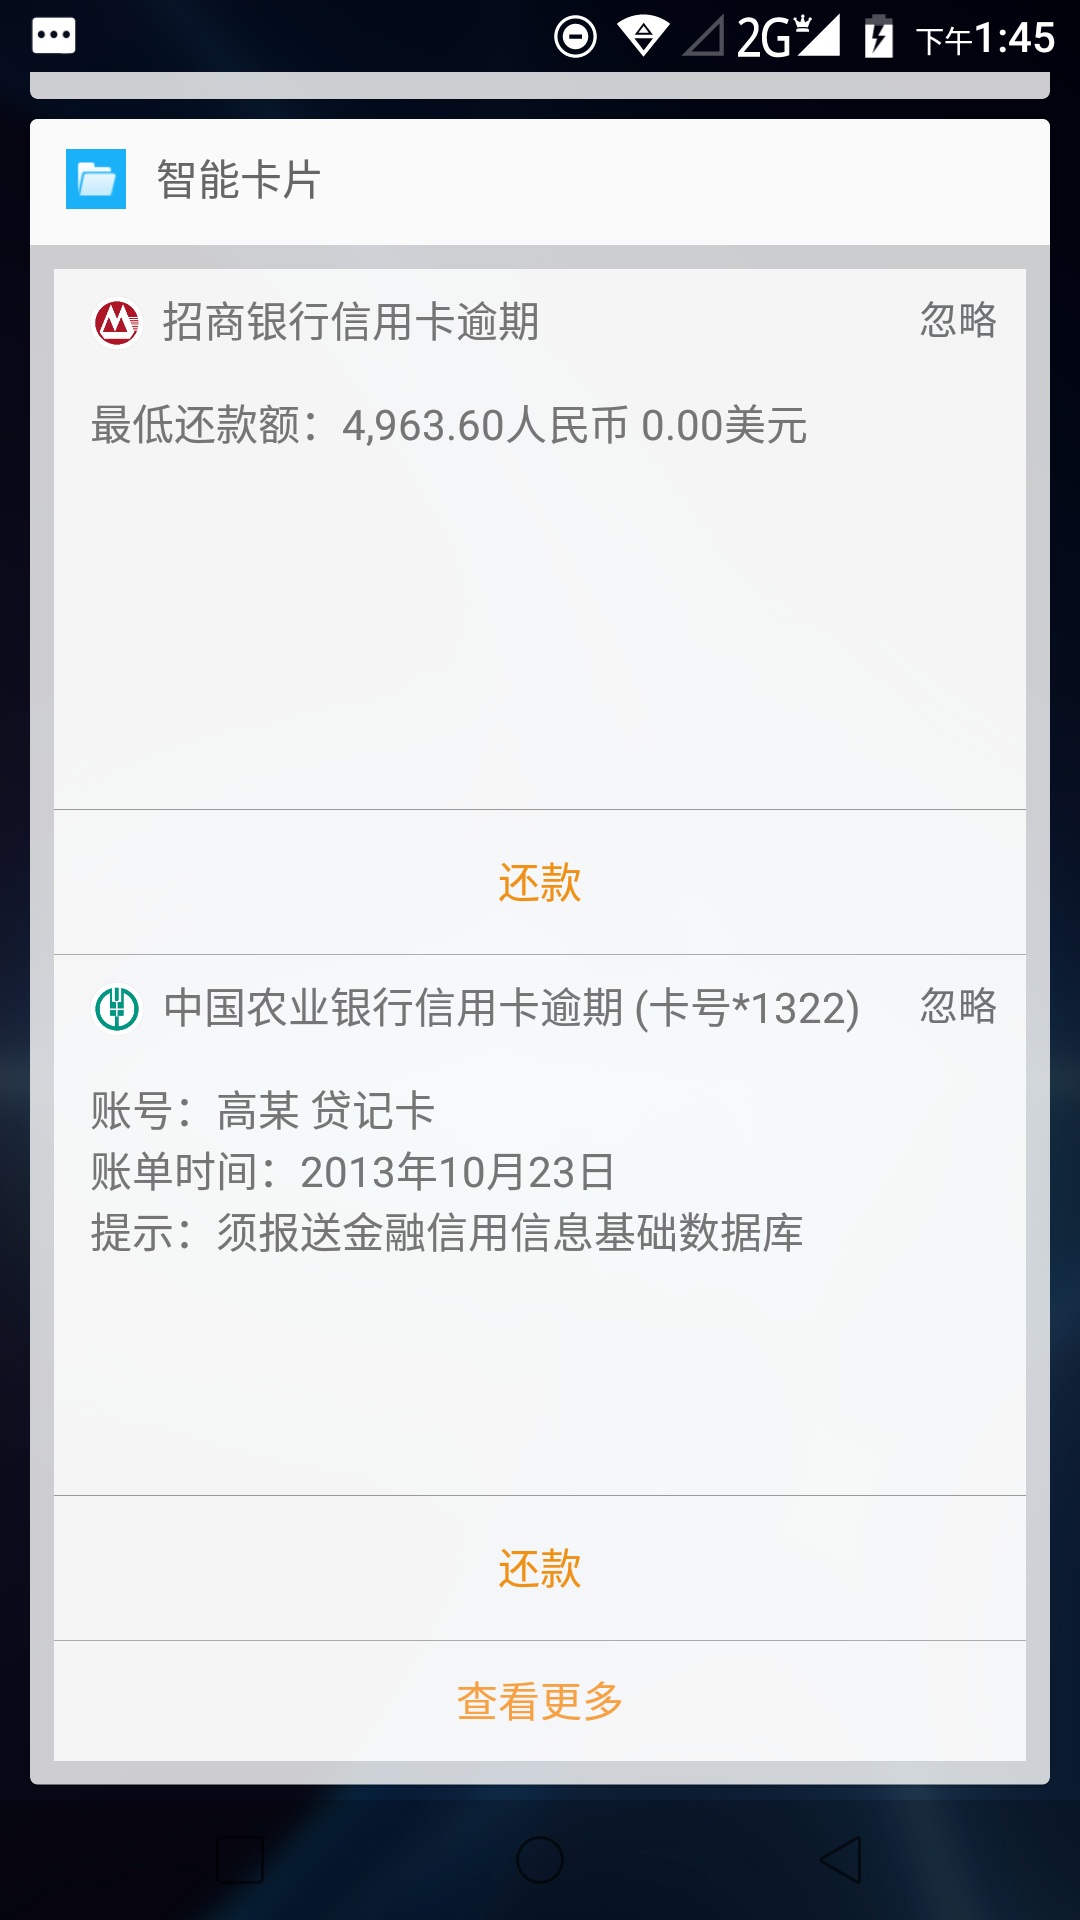 2G
下午1:45
智能卡片
招商银行信用卡逾期
忽略
最低还款额：4,963.60人民币 0.00美元
还款
中国农业银行信用卡逾期 (卡号*1322)
忽略
账号：高某 贷记卡
账单时间：2013年10月23日
提示：须报送金融信用信息基础数据库
还款
查看更多